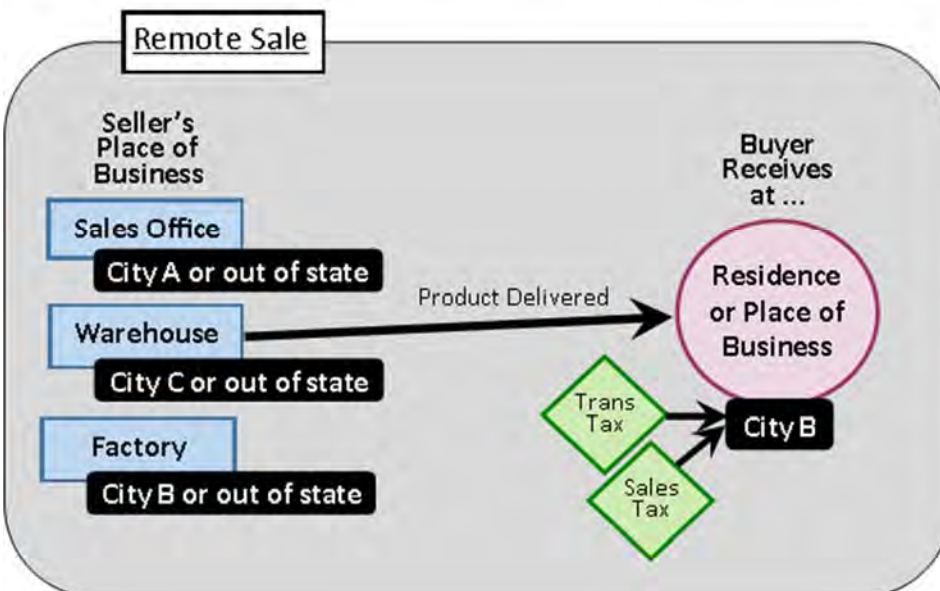 Remote Sale
Seller's
Place of
Business
Sales Office
City A or out of state
Warehouse
City C or out of state
Factory
City B or out of state
Product Delivered
Buyer
Receives
at ...
Residence
or Place of
Business
City B
Trans
Tax
Sales
Tax